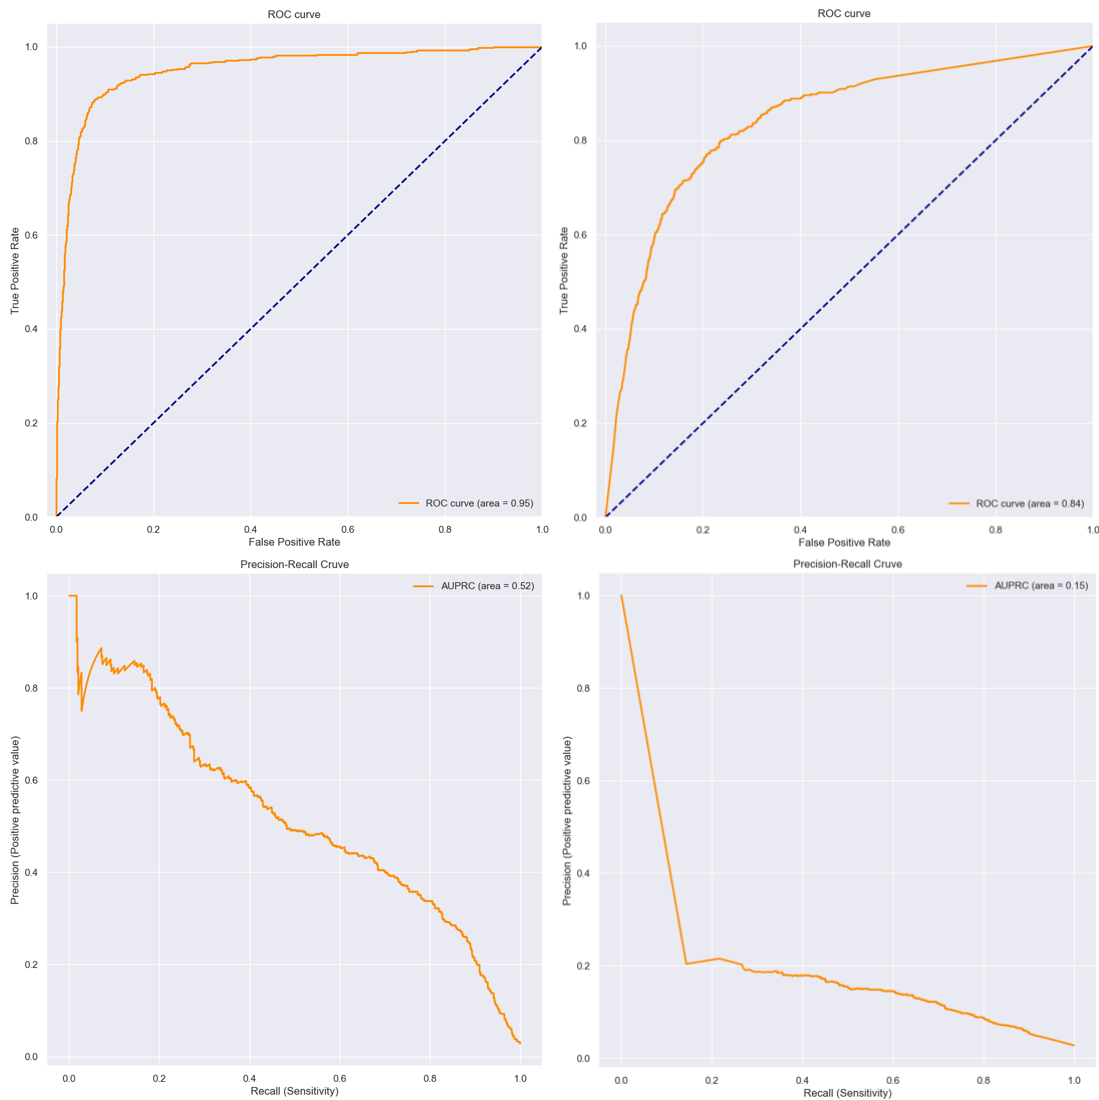 ROC curve
1.0
0.8
0.6
0.4
0.2
0.0
True Positive Rate
ROC curve (area = 0.95)
0.0 0.2 0.4 0.6 0.8 1.0
False Positive Rate
ROC curve
1.0
0.8
0.6
0.4
0.2
0.0
True Positive Rate
ROC curve (area = 0.84)
0.0 0.2 0.4 0.6 0.8 1.0
False Positive Rate
Precision-Recall Cruve
AUPRC (area = 0.52)
1.0
0.8
0.6
0.4
0.2
0.0
Precision (Positive predictive value)
0.0 0.2 0.4 0.6 0.8 1.0
Recall (Sensitivity)
Precision-Recall Cruve
AUPRC (area = 0.15)
1.0
0.8
0.6
0.4
0.2
0.0
Precision (Positive predictive value)
0.0 0.2 0.4 0.6 0.8 1.0
Recall (Sensitivity)